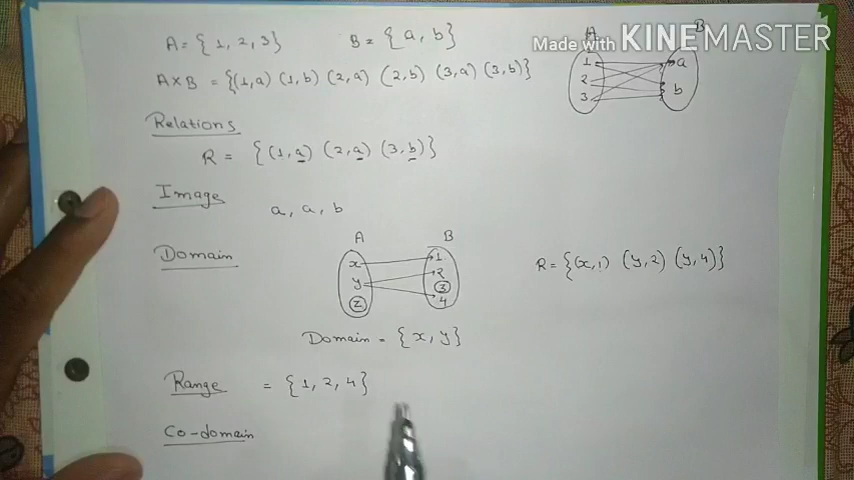 A = { 1, 2, 3}   B = { a, b}
A×B = {(1,a) (1,b) (2,a) (2,b) (3,a) (3,b)}
A B
1 a
2 b
3
Made with KINEMASTER
Relations
R = { (1,a) (2,a) (3,b)}
Image
a, a, b
Domain
A B
x 1
y 2
z 3
4
R = {(x,1) (y,2) (y,4)}
Domain = {x, y}
Range = {1, 2, 4}
Co-domain